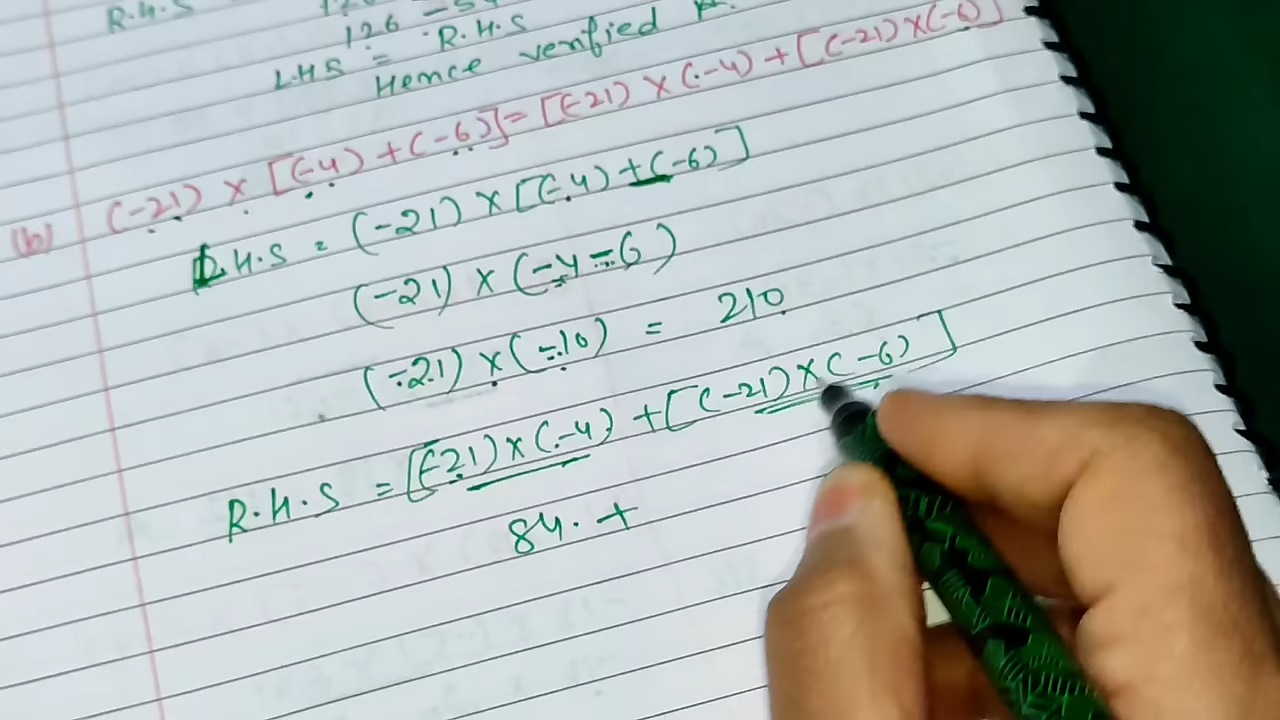 R.H.S
126
LHS = R.H.S
Hence verified
(b) (-21) × [(-4) + (-6)] = [(-21) × (-4) + [(-21) × (-6)]
L.H.S = (-21) × [(-4) + (-6)]
(-21) × (-4-6)
(-21) × (-10) = 210
R.H.S = [(-21) × (-4) + [(-21) × (-6)]
84 +